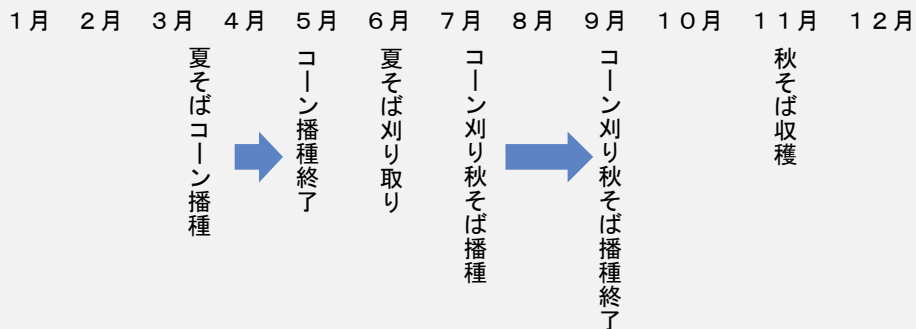 1月 2月 3月 4月 5月 6月 7月 8月 9月 10月 11月 12月
夏そばコーン播種
コーン播種終了
夏そば刈り取り
コーン刈り秋そば播種
コーン刈り秋そば播種終了
秋そば収穫